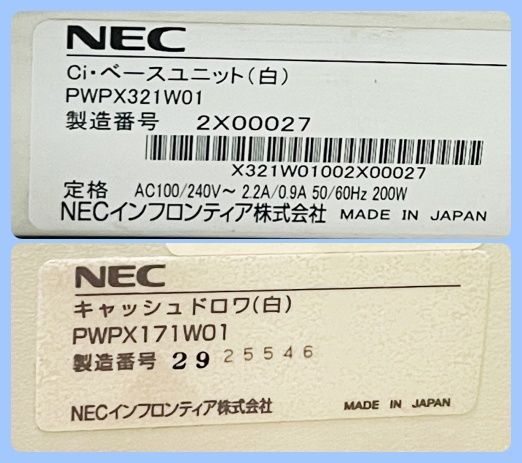 NEC
Ci・ベースユニット(白)
PWPX321W01
製造番号 2X00027
X321W01002X00027
定格 AC100/240V～ 2.2A/0.9A 50/60Hz 200W
NECインフロンティア株式会社 MADE IN JAPAN
NEC
キャッシュドロワ(白)
PWPX171W01
製造番号 29 25546
NECインフロンティア株式会社 MADE IN JAPAN